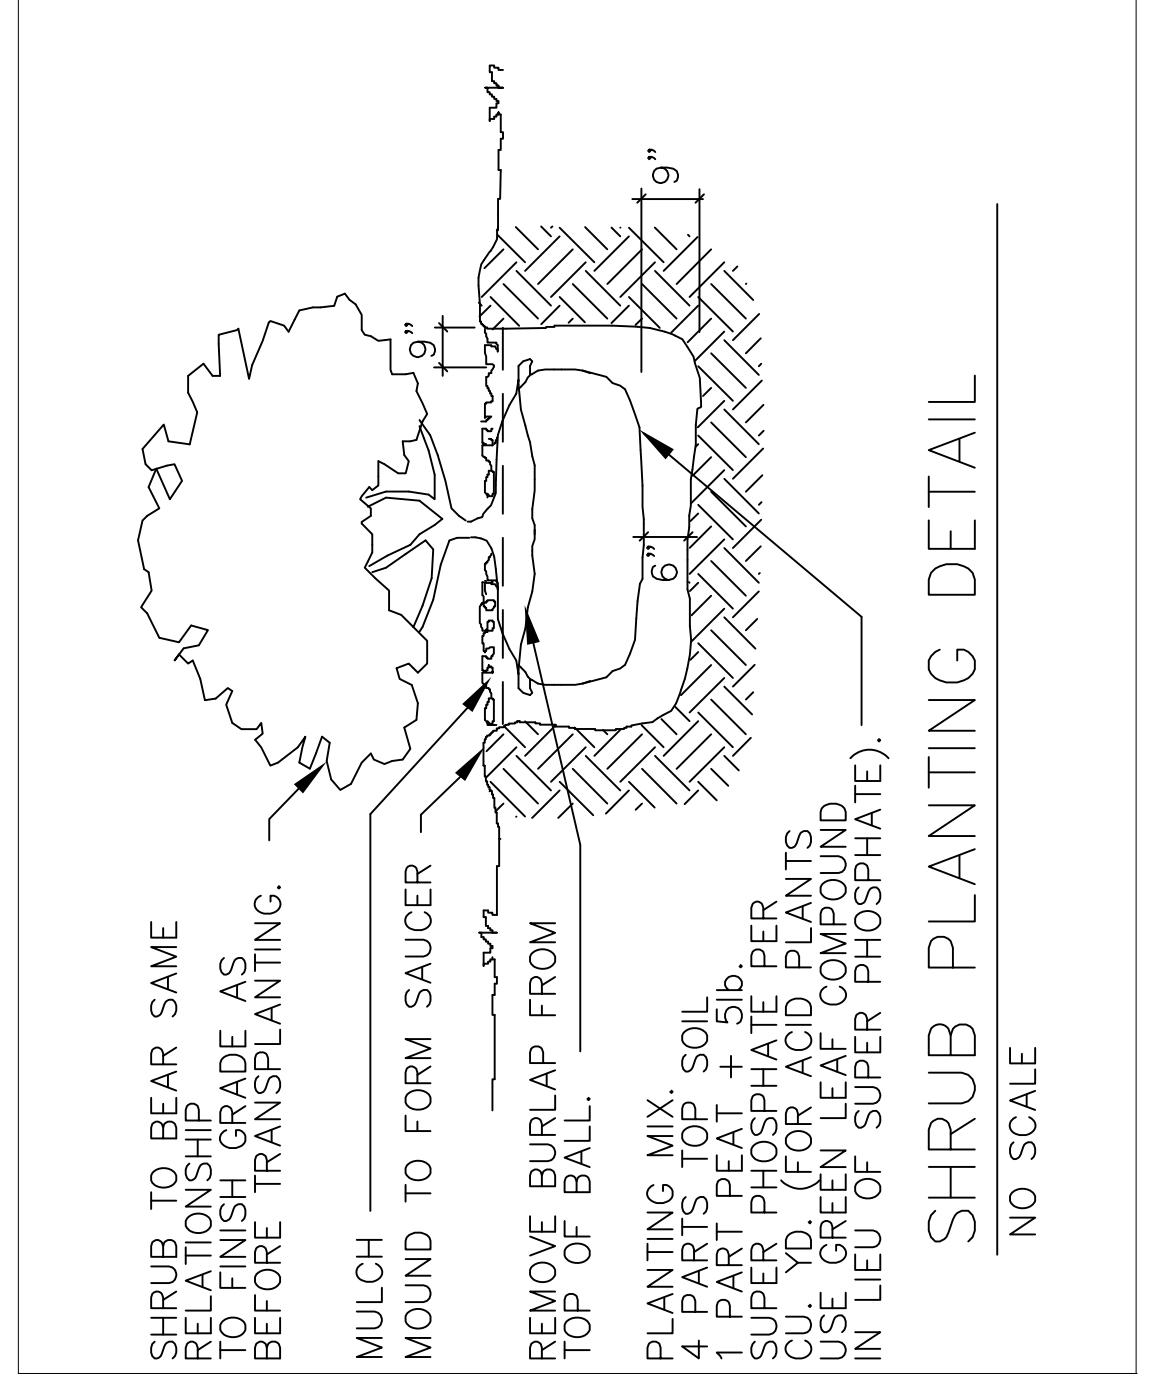 SHRUB TO BEAR SAME
RELATIONSHIP
TO FINISH GRADE AS
BEFORE TRANSPLANTING.
MULCH
MOUND TO FORM SAUCER
REMOVE BURLAP FROM
TOP OF BALL.
PLANTING MIX.
4 PARTS TOP SOIL
1 PART PEAT + 5lb.
SUPER PHOSPHATE PER
CU. YD. (FOR ACID PLANTS
USE GREEN LEAF COMPOUND
IN LIEU OF SUPER PHOSPHATE).
9"
6"
9"
SHRUB PLANTING DETAIL
NO SCALE